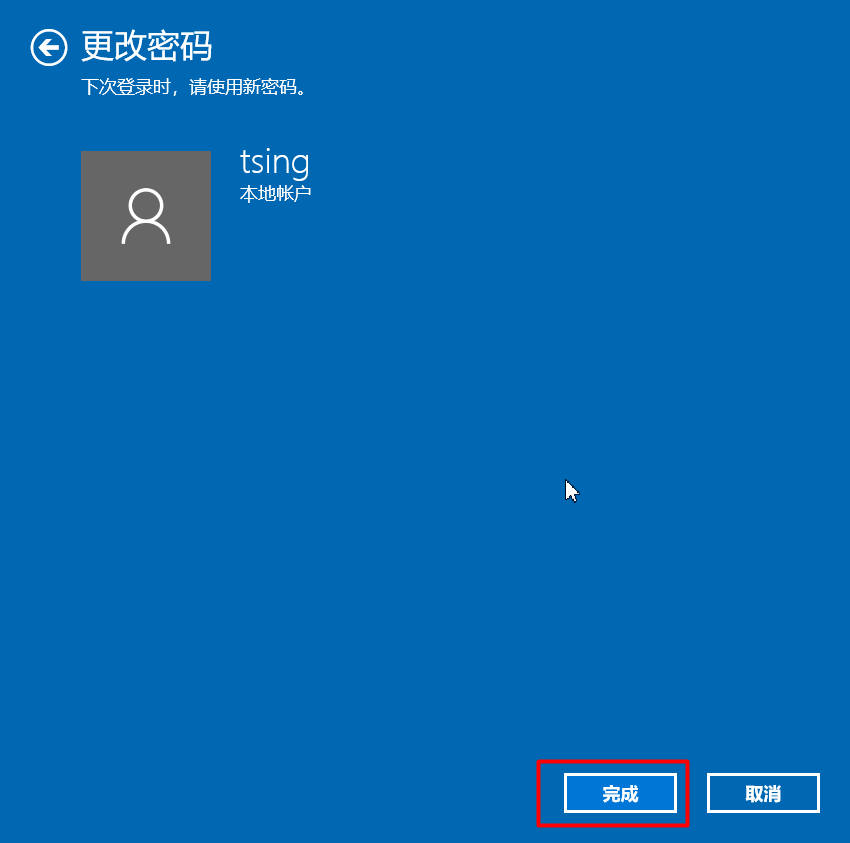 更改密码
下次登录时，请使用新密码。
tsing
本地帐户
完成
取消